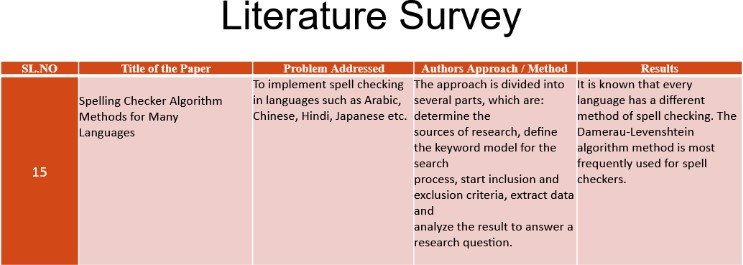 Literature Survey
SL.NO Title of the Paper Problem Addressed Authors Approach / Method Results
15
Spelling Checker Algorithm
Methods for Many
Languages
To implement spell checking
in languages such as Arabic,
Chinese, Hindi, Japanese etc.
The approach is divided into
several parts, which are:
determine the
sources of research, define
the keyword model for the
search
process, start inclusion and
exclusion criteria, extract data
and
analyze the result to answer a
research question.
It is known that every
language has a different
method of spell checking. The
Damerau-Levenshtein
algorithm method is most
frequently used for spell
checkers.